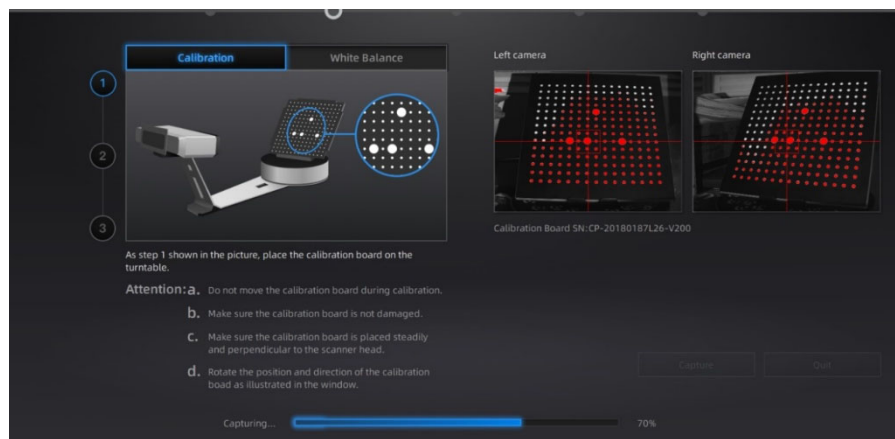 Calibration
White Balance
1
2
3
As step 1 shown in the picture, place the calibration board on the
turntable.
Attention:a. Do not move the calibration board during calibration.
b. Make sure the calibration board is not damaged.
c. Make sure the calibration board is placed steadily
and perpendicular to the scanner head.
d. Rotate the position and direction of the calibration
boad as illustrated in the window.
Left camera
Right camera
Calibration Board SN:CP-20180187L26-V200
Capture
Quit
Capturing...
70%